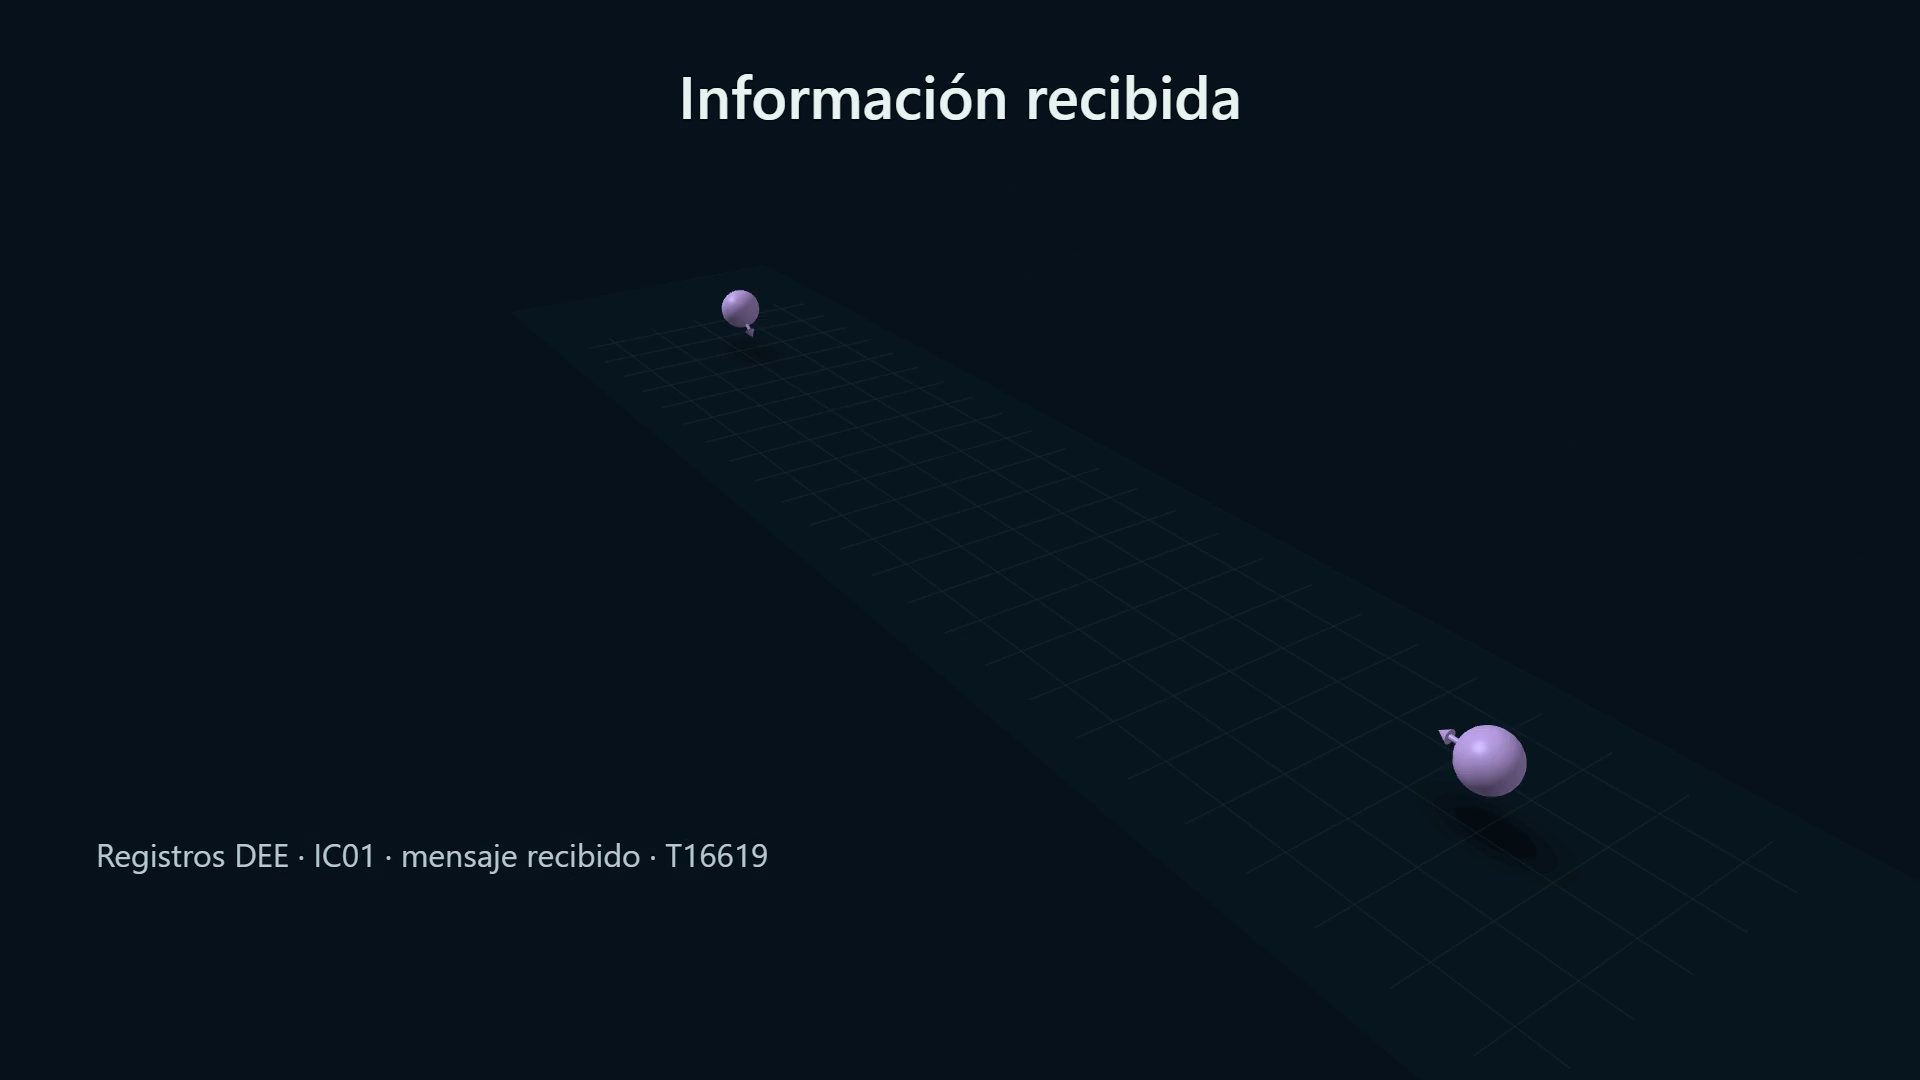 Información recibida
Registros DEE · IC01 · mensaje recibido · T16619